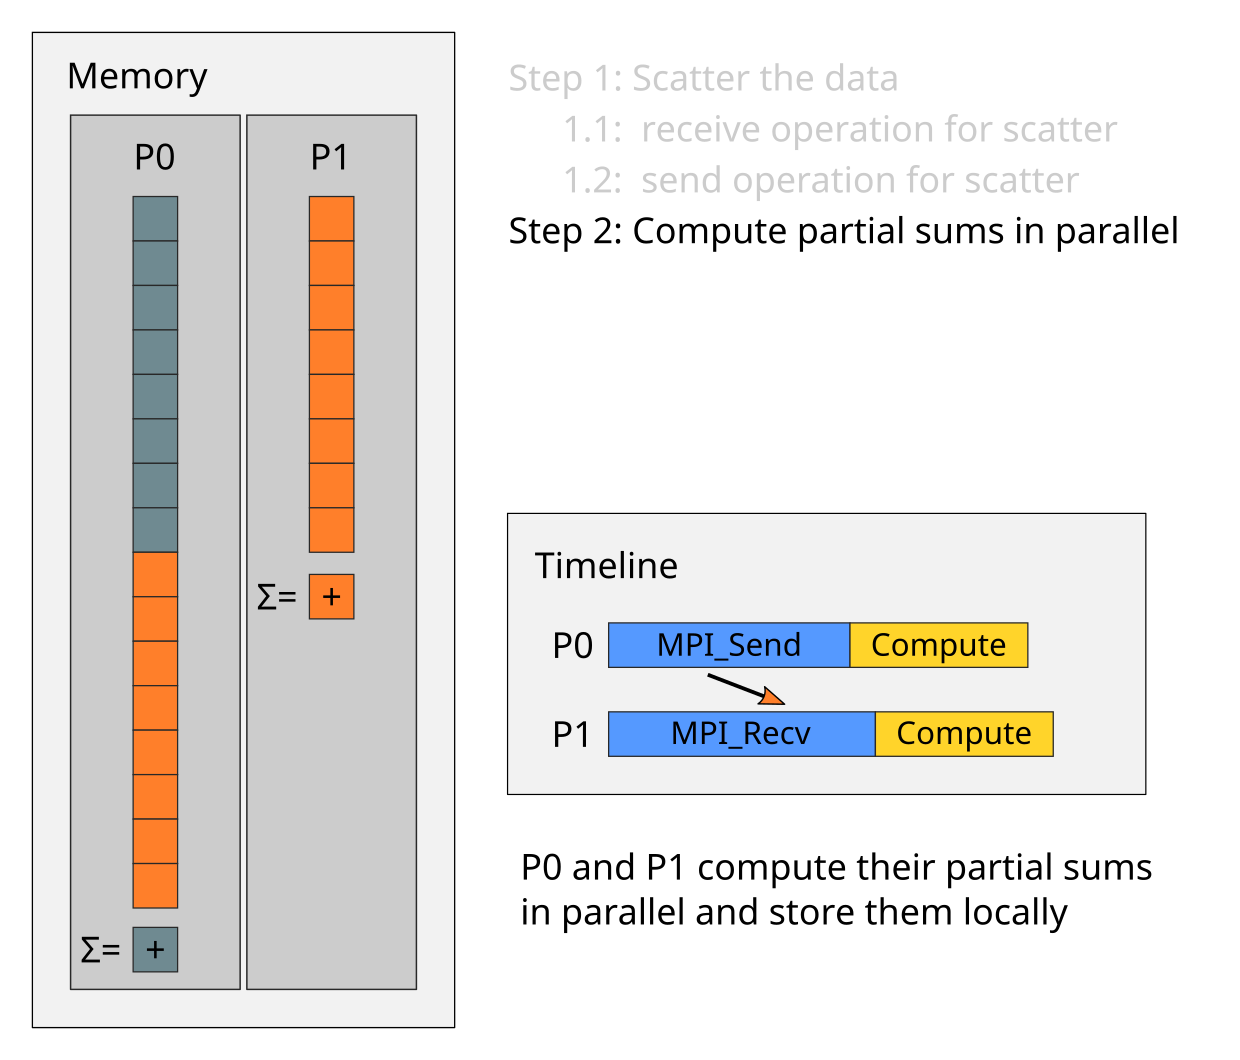 Memory
P0
P1
Σ=
+
Σ=
+
Step 1: Scatter the data
1.1: receive operation for scatter
1.2: send operation for scatter
Step 2: Compute partial sums in parallel
Timeline
P0 MPI_Send Compute
P1 MPI_Recv Compute
P0 and P1 compute their partial sums
in parallel and store them locally